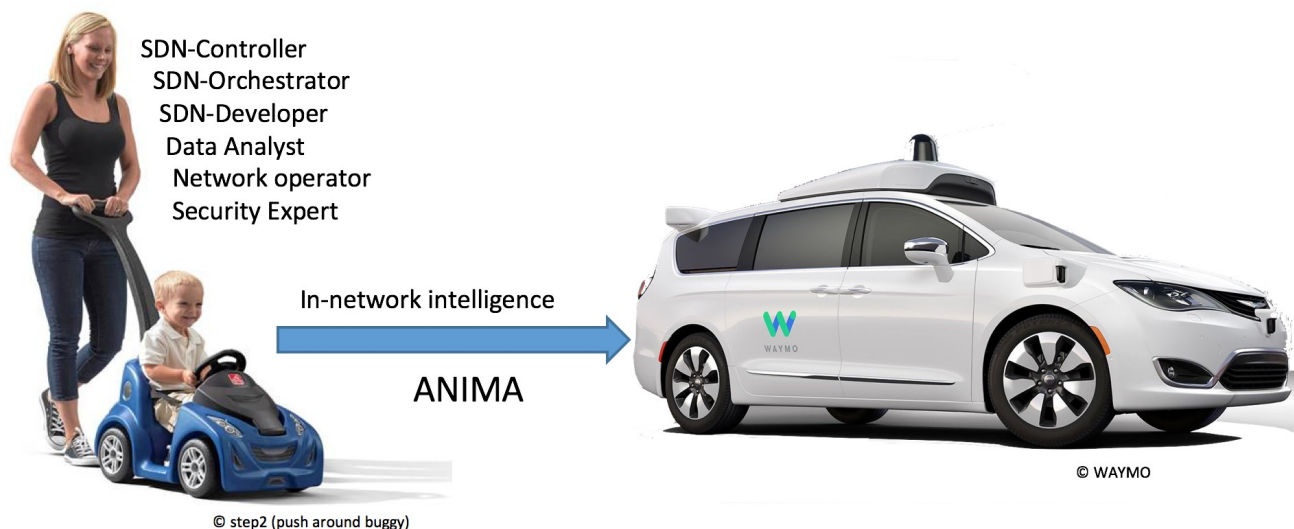 SDN-Controller
SDN-Orchestrator
SDN-Developer
Data Analyst
Network operator
Security Expert
In-network intelligence
ANIMA
WAYMO
© WAYMO
© step2 (push around buggy)